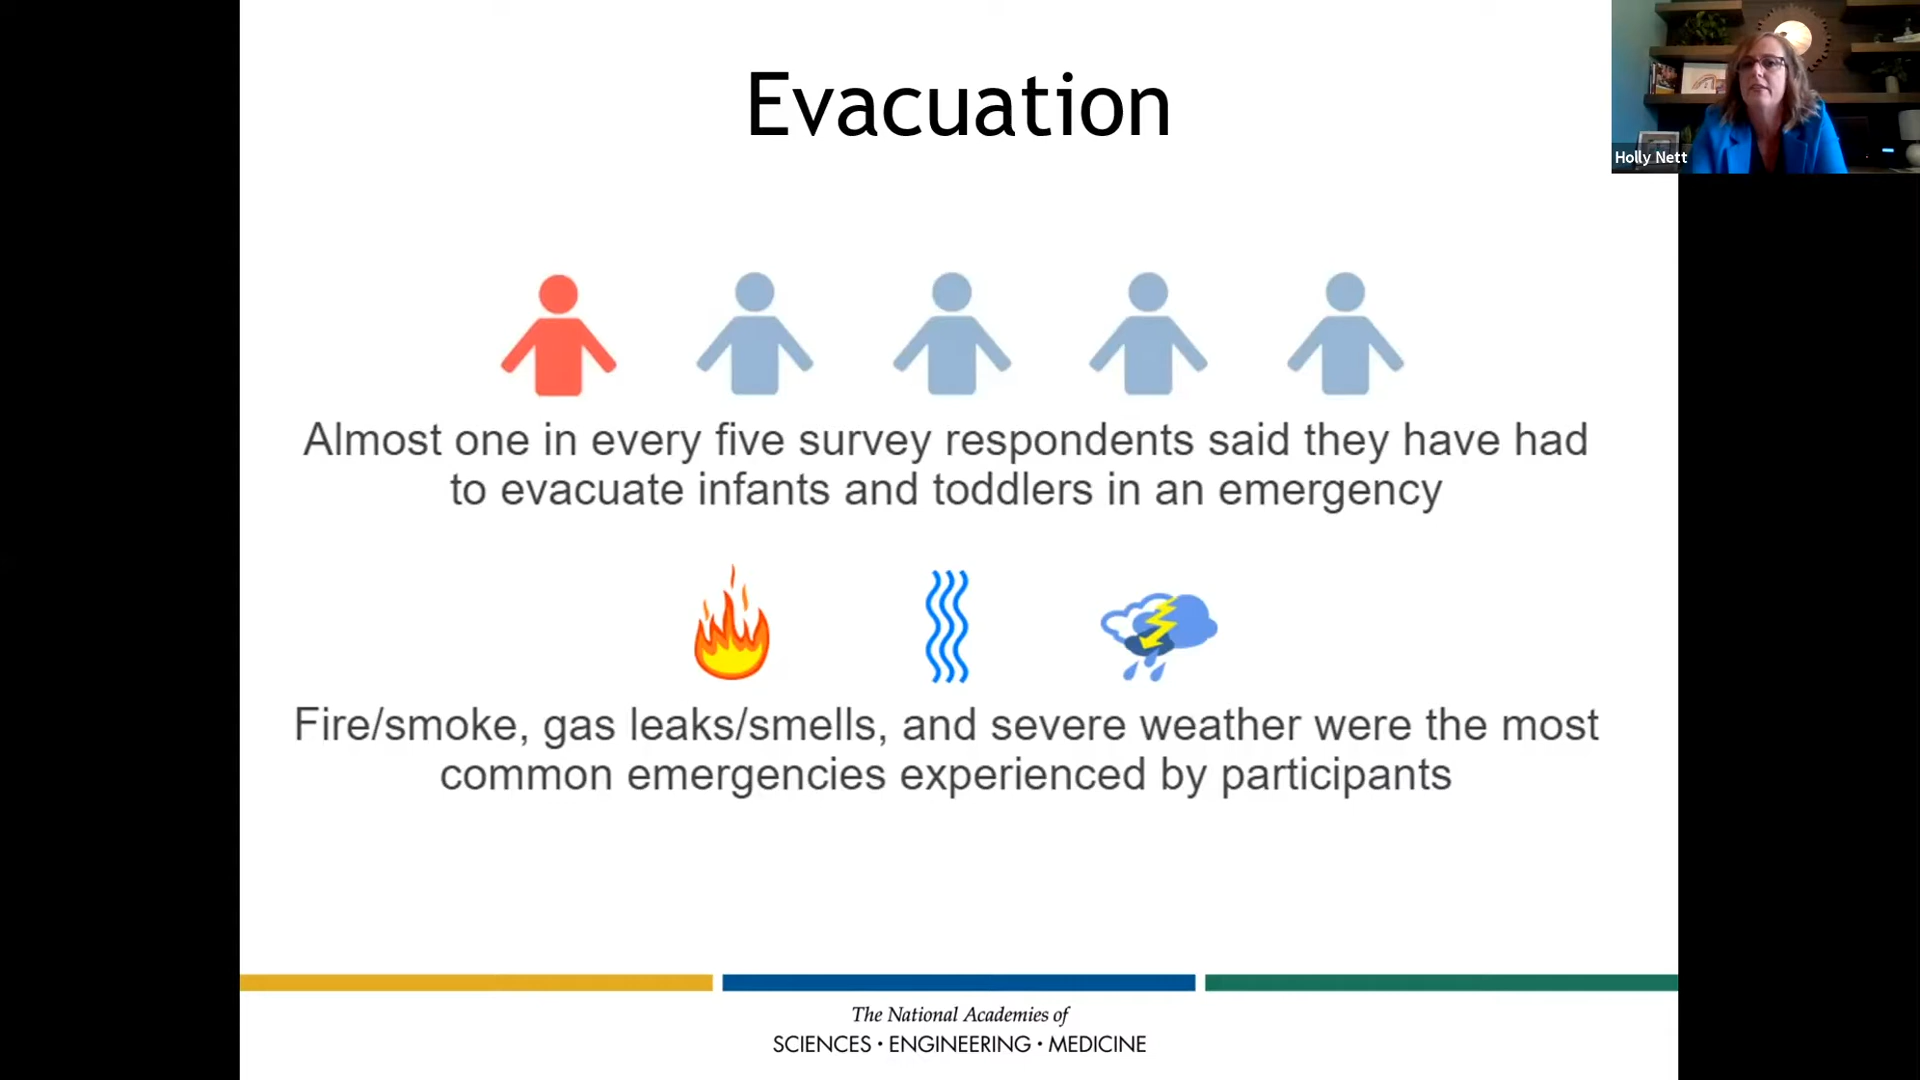 Evacuation
Holly Nett
Almost one in every five survey respondents said they have had
to evacuate infants and toddlers in an emergency
Fire/smoke, gas leaks/smells, and severe weather were the most
common emergencies experienced by participants
The National Academies of
SCIENCES · ENGINEERING · MEDICINE